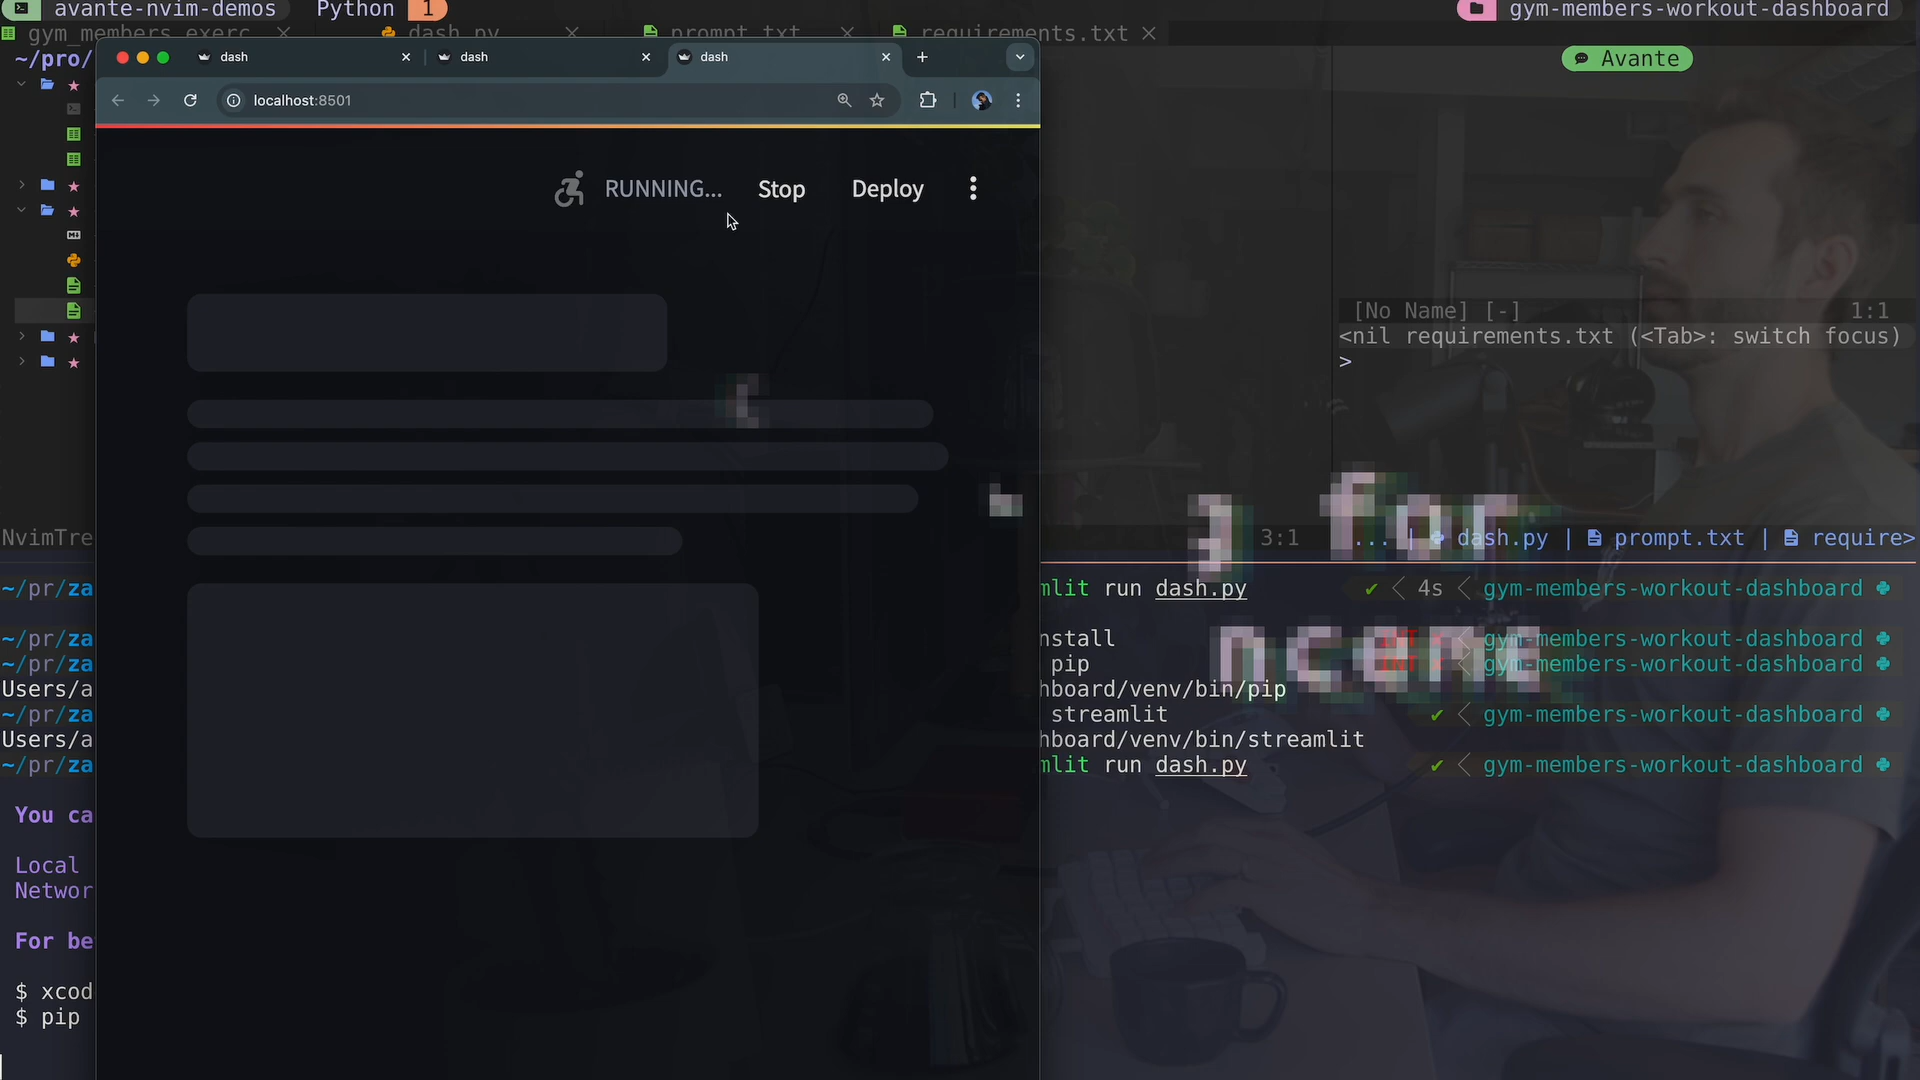 avante-nvim-demos Python 1 gym-members-workout-dashboard
gym_members_exerc dash.py prompt.txt requirements.txt
~/pro/ dash dash dash Avante
localhost:8501
RUNNING... Stop Deploy
[No Name] [-] 1:1
<nil requirements.txt (<Tab>: switch focus)
>
NvimTre 3:1 ... | dash.py | prompt.txt | require>
for
~/pr/za mlit run dash.py 4s gym-members-workout-dashboard
~/pr/za nstall INT gym-members-workout-dashboard
~/pr/za pip INT gym-members-workout-dashboard
Users/a hboard/venv/bin/pip
~/pr/za streamlit gym-members-workout-dashboard
Users/a hboard/venv/bin/streamlit
~/pr/za mlit run dash.py gym-members-workout-dashboard
You ca
Local
Networ
For be
$ xcod
$ pip